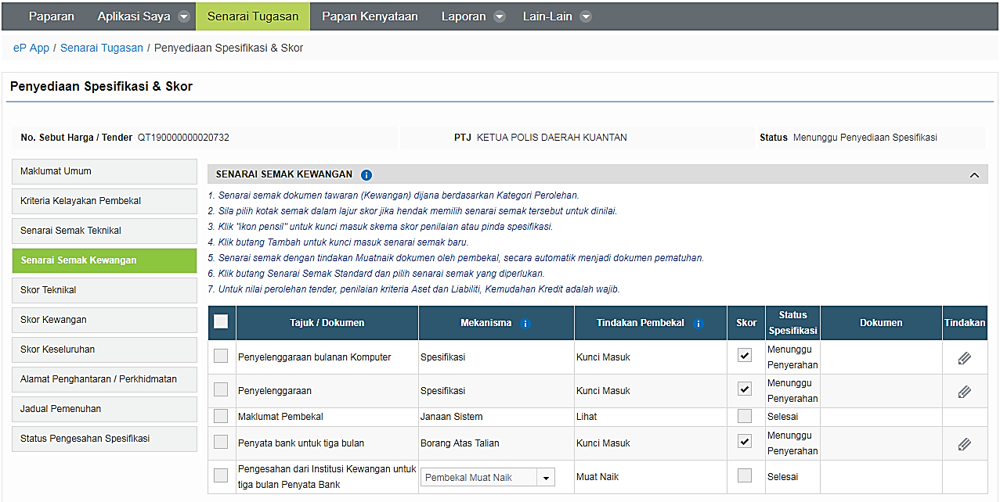 Paparan Aplikasi Saya Senarai Tugasan Papan Kenyataan Laporan Lain-Lain
eP App / Senarai Tugasan / Penyediaan Spesifikasi & Skor
Penyediaan Spesifikasi & Skor
No. Sebut Harga / Tender QT190000000020732 PTJ KETUA POLIS DAERAH KUANTAN Status Menunggu Penyediaan Spesifikasi
Maklumat Umum
Kriteria Kelayakan Pembekal
Senarai Semak Teknikal
Senarai Semak Kewangan
Skor Teknikal
Skor Kewangan
Skor Keseluruhan
Alamat Penghantaran / Perkhidmatan
Jadual Pemenuhan
Status Pengesahan Spesifikasi
SENARAI SEMAK KEWANGAN i
1. Senarai semak dokumen tawaran (Kewangan) dijana berdasarkan Kategori Perolehan.
2. Sila pilih kotak semak dalam lajur skor jika hendak memilih senarai semak tersebut untuk dinilai.
3. Klik "ikon pensil" untuk kunci masuk skema skor penilaian atau pinda spesifikasi.
4. Klik butang Tambah untuk kunci masuk senarai semak baru.
5. Senarai semak dengan tindakan Muatnaik dokumen oleh pembekal, secara automatik menjadi dokumen pematuhan.
6. Klik butang Senarai Semak Standard dan pilih senarai semak yang diperlukan.
7. Untuk nilai perolehan tender, penilaian kriteria Aset dan Liabiliti, Kemudahan Kredit adalah wajib.
Tajuk / Dokumen Mekanisma i Tindakan Pembekal i Skor Status Spesifikasi Dokumen Tindakan
Penyelenggaraan bulanan Komputer Spesifikasi Kunci Masuk Menunggu Penyerahan
Penyelenggaraan Spesifikasi Kunci Masuk Menunggu Penyerahan
Maklumat Pembekal Janaan Sistem Lihat Selesai
Penyata bank untuk tiga bulan Borang Atas Talian Kunci Masuk Menunggu Penyerahan
Pengesahan dari Institusi Kewangan untuk
tiga bulan Penyata Bank Pembekal Muat Naik Muat Naik Selesai